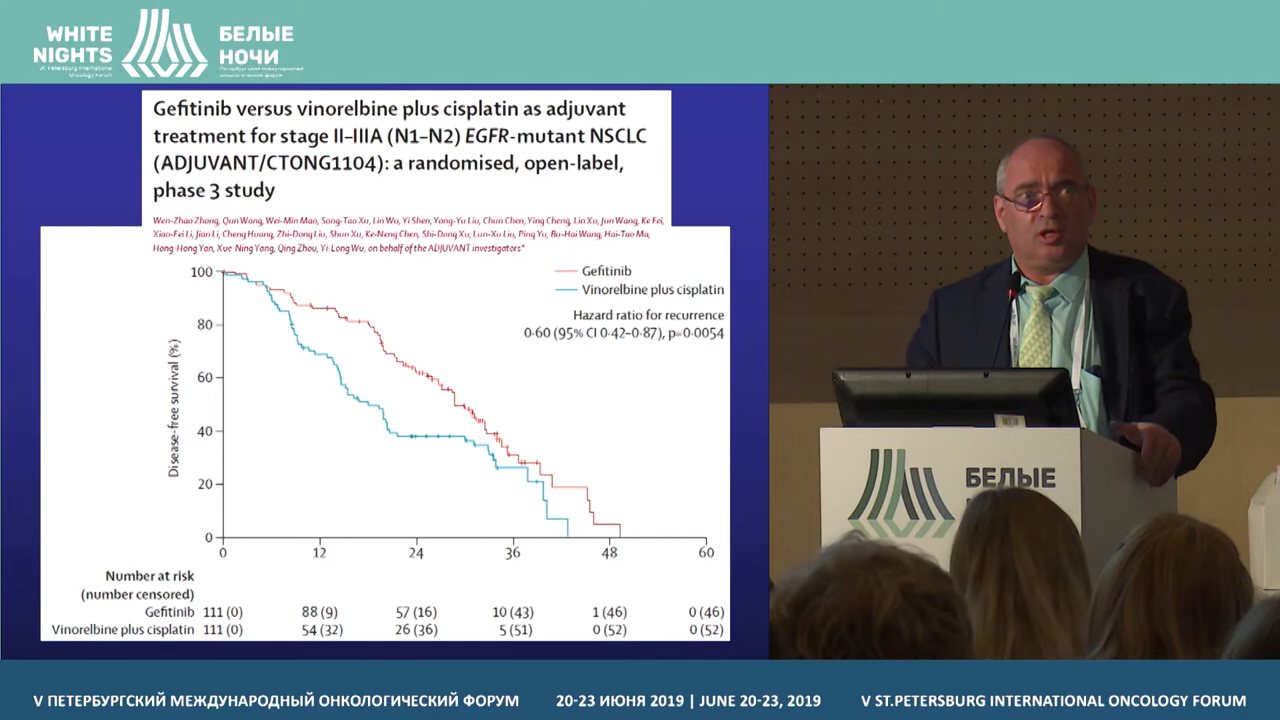 WHITE
NIGHTS
St. Petersburg International
Oncology Forum
БЕЛЫЕ
НОЧИ
Петербургский международный
онкологический форум
Gefitinib versus vinorelbine plus cisplatin as adjuvant
treatment for stage II–IIIA (N1–N2) EGFR-mutant NSCLC
(ADJUVANT/CTONG1104): a randomised, open-label,
phase 3 study
Wen-Zhao Zhong, Qun Wang, Wei-Min Mao, Song-Tao Xu, Lin Wu, Yi Shen, Yong-Yu Liu, Chun Chen, Ying Cheng, Lin Xu, Jun Wang, Ke Fei,
Xiao-Fei Li, Jian Li, Cheng Huang, Zhi-Dong Liu, Shun Xu, Ke-Neng Chen, Shi-Dong Xu, Lun-Xu Liu, Ping Yu, Bu-Hai Wang, Hai-Tao Ma,
Hong-Hong Yan, Xue-Ning Yang, Qing Zhou, Yi-Long Wu, on behalf of the ADJUVANT investigators*
Gefitinib
Vinorelbine plus cisplatin
Hazard ratio for recurrence
0·60 (95% CI 0·42–0·87), p=0·0054
Disease-free survival (%)
100
80
60
40
20
0
0 12 24 36 48 60
Number at risk
(number censored)
Gefitinib 111 (0) 88 (9) 57 (16) 10 (43) 1 (46) 0 (46)
Vinorelbine plus cisplatin 111 (0) 54 (32) 26 (36) 5 (51) 0 (52) 0 (52)
БЕЛЫЕ
V ПЕТЕРБУРГСКИЙ МЕЖДУНАРОДНЫЙ ОНКОЛОГИЧЕСКИЙ ФОРУМ 20-23 ИЮНЯ 2019 | JUNE 20-23, 2019 V ST.PETERSBURG INTERNATIONAL ONCOLOGY FORUM